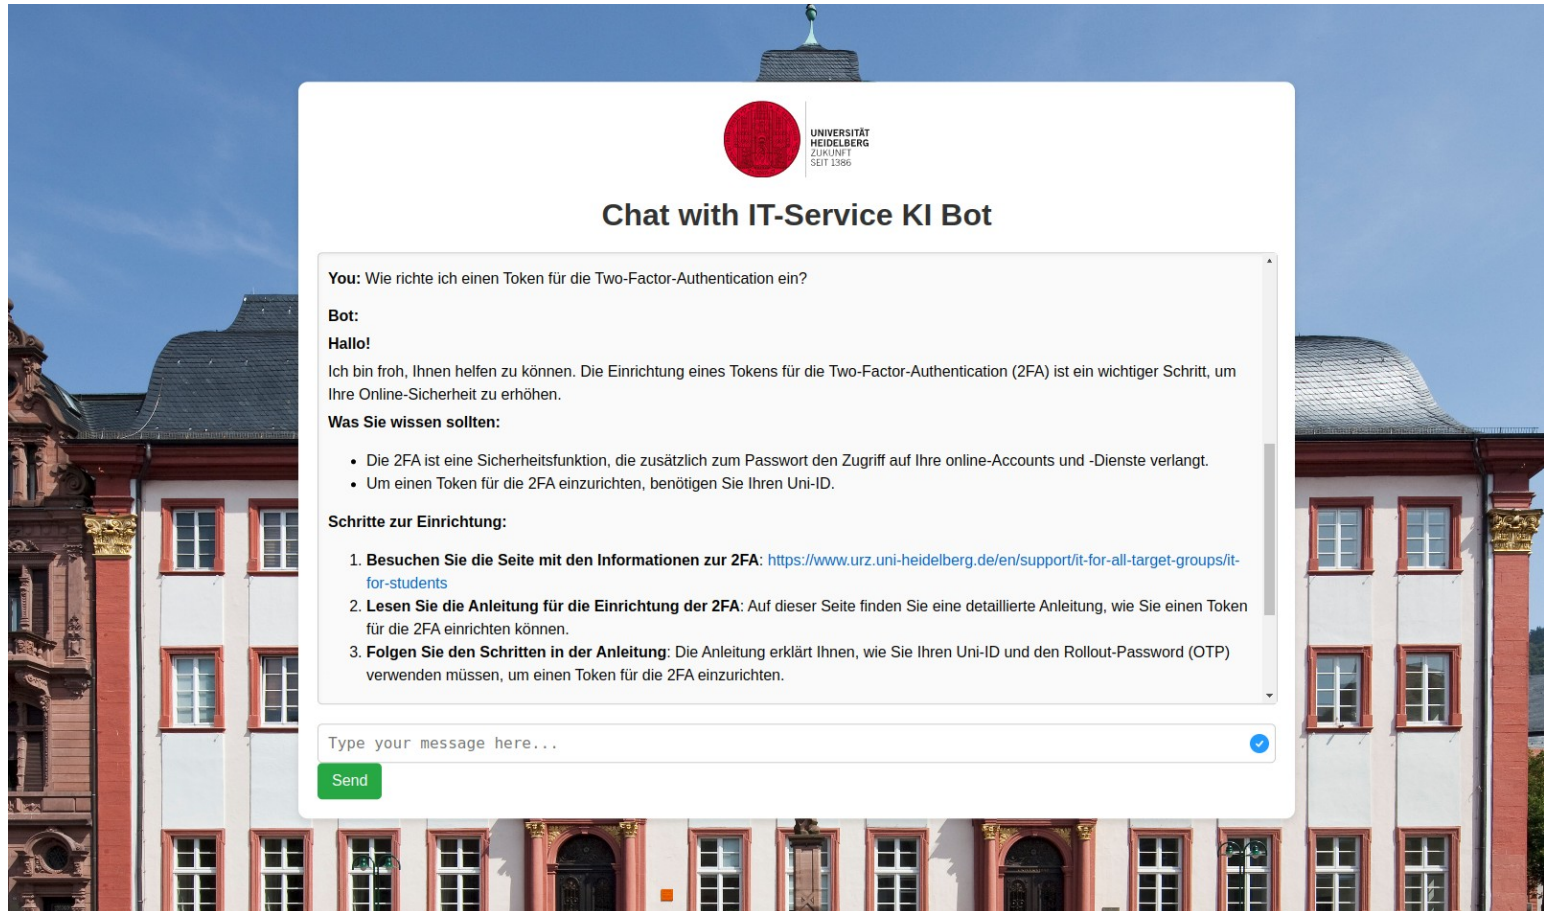 UNIVERSITÄT
HEIDELBERG
ZUKUNFT
SEIT 1386
Chat with IT-Service KI Bot
You: Wie richte ich einen Token für die Two-Factor-Authentication ein?
Bot:
Hallo!
Ich bin froh, Ihnen helfen zu können. Die Einrichtung eines Tokens für die Two-Factor-Authentication (2FA) ist ein wichtiger Schritt, um
Ihre Online-Sicherheit zu erhöhen.
Was Sie wissen sollten:
• Die 2FA ist eine Sicherheitsfunktion, die zusätzlich zum Passwort den Zugriff auf Ihre online-Accounts und -Dienste verlangt.
• Um einen Token für die 2FA einzurichten, benötigen Sie Ihren Uni-ID.
Schritte zur Einrichtung:
1. Besuchen Sie die Seite mit den Informationen zur 2FA: https://www.urz.uni-heidelberg.de/en/support/it-for-all-target-groups/it-
for-students
2. Lesen Sie die Anleitung für die Einrichtung der 2FA: Auf dieser Seite finden Sie eine detaillierte Anleitung, wie Sie einen Token
für die 2FA einrichten können.
3. Folgen Sie den Schritten in der Anleitung: Die Anleitung erklärt Ihnen, wie Sie Ihren Uni-ID und den Rollout-Password (OTP)
verwenden müssen, um einen Token für die 2FA einzurichten.
Type your message here...
Send